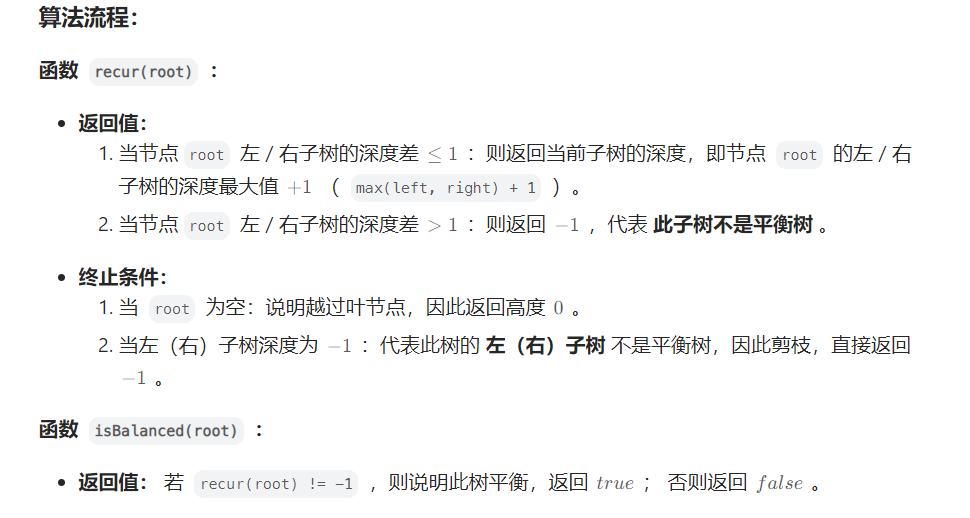 算法流程：
函数 recur(root) ：
• 返回值：
1. 当节点 root 左 / 右子树的深度差 ≤ 1 ：则返回当前子树的深度，即节点 root 的左 / 右
子树的深度最大值 +1 （ max(left, right) + 1 ）。
2. 当节点 root 左 / 右子树的深度差 > 1 ：则返回 −1 ，代表 此子树不是平衡树 。
• 终止条件：
1. 当 root 为空：说明越过叶节点，因此返回高度 0 。
2. 当左（右）子树深度为 −1 ：代表此树的 左（右）子树 不是平衡树，因此剪枝，直接返回
−1 。
函数 isBalanced(root) ：
• 返回值： 若 recur(root) != -1 ，则说明此树平衡，返回 true ； 否则返回 false 。